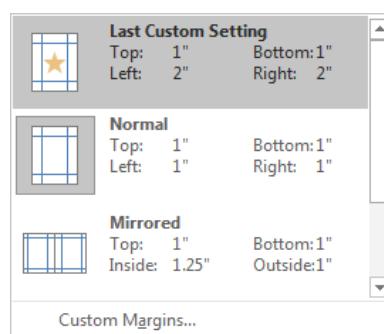 Last Custom Setting
Top: 1" Bottom:1"
Left: 2" Right: 2"
Normal
Top: 1" Bottom:1"
Left: 1" Right: 1"
Mirrored
Top: 1" Bottom:1"
Inside: 1.25" Outside:1"
Custom Margins...